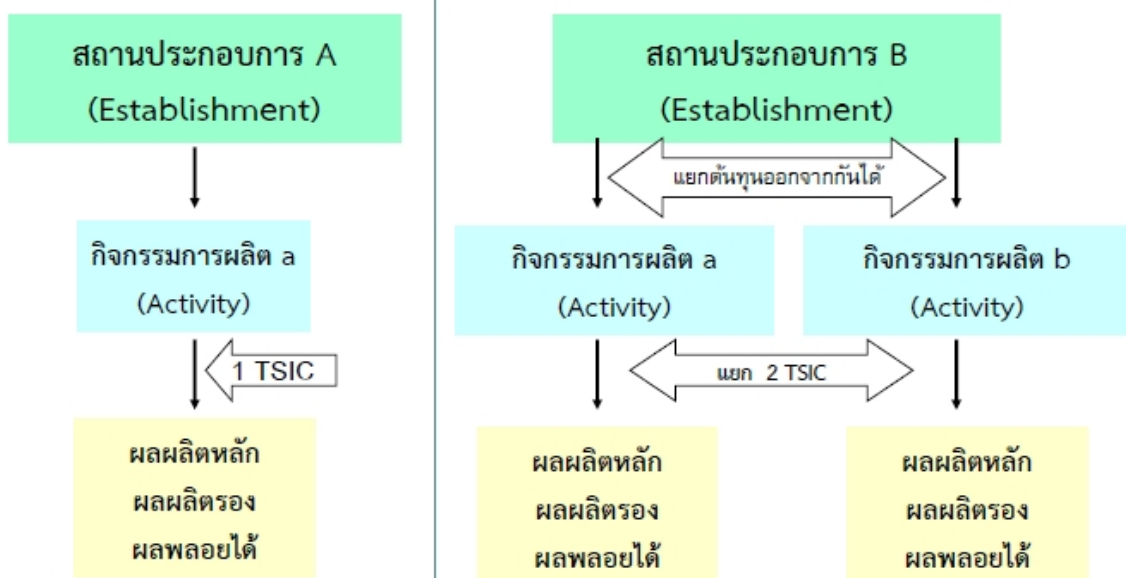 สถานประกอบการ A
(Establishment)
กิจกรรมการผลิต a
(Activity)
1 TSIC
ผลผลิตหลัก
ผลผลิตรอง
ผลพลอยได้
สถานประกอบการ B
(Establishment)
แยกต้นทุนออกจากกันได้
กิจกรรมการผลิต a
(Activity)
กิจกรรมการผลิต b
(Activity)
แยก 2 TSIC
ผลผลิตหลัก
ผลผลิตรอง
ผลพลอยได้
ผลผลิตหลัก
ผลผลิตรอง
ผลพลอยได้